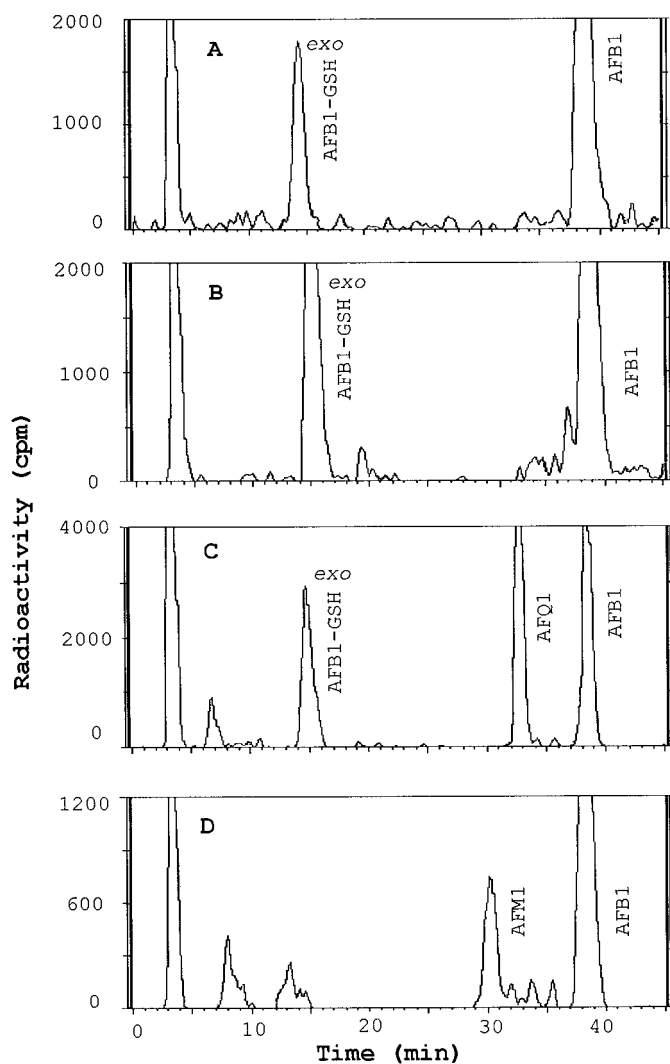 Radioactivity (cpm)
2000
1000
0
A
exo
AFB1-GSH
AFB1
2000
1000
0
B
exo
AFB1-GSH
AFB1
4000
2000
0
C
exo
AFB1-GSH
AFQ1
AFB1
1200
600
0
D
AFM1
AFB1
0 10 20 30 40
Time (min)